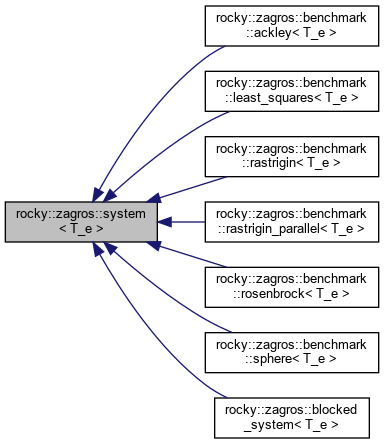 rocky::zagros::benchmark
::ackley< T_e >
rocky::zagros::benchmark
::least_squares< T_e >
rocky::zagros::benchmark
::rastrigin< T_e >
rocky::zagros::system
< T_e >
rocky::zagros::benchmark
::rastrigin_parallel< T_e >
rocky::zagros::benchmark
::rosenbrock< T_e >
rocky::zagros::benchmark
::sphere< T_e >
rocky::zagros::blocked
_system< T_e >